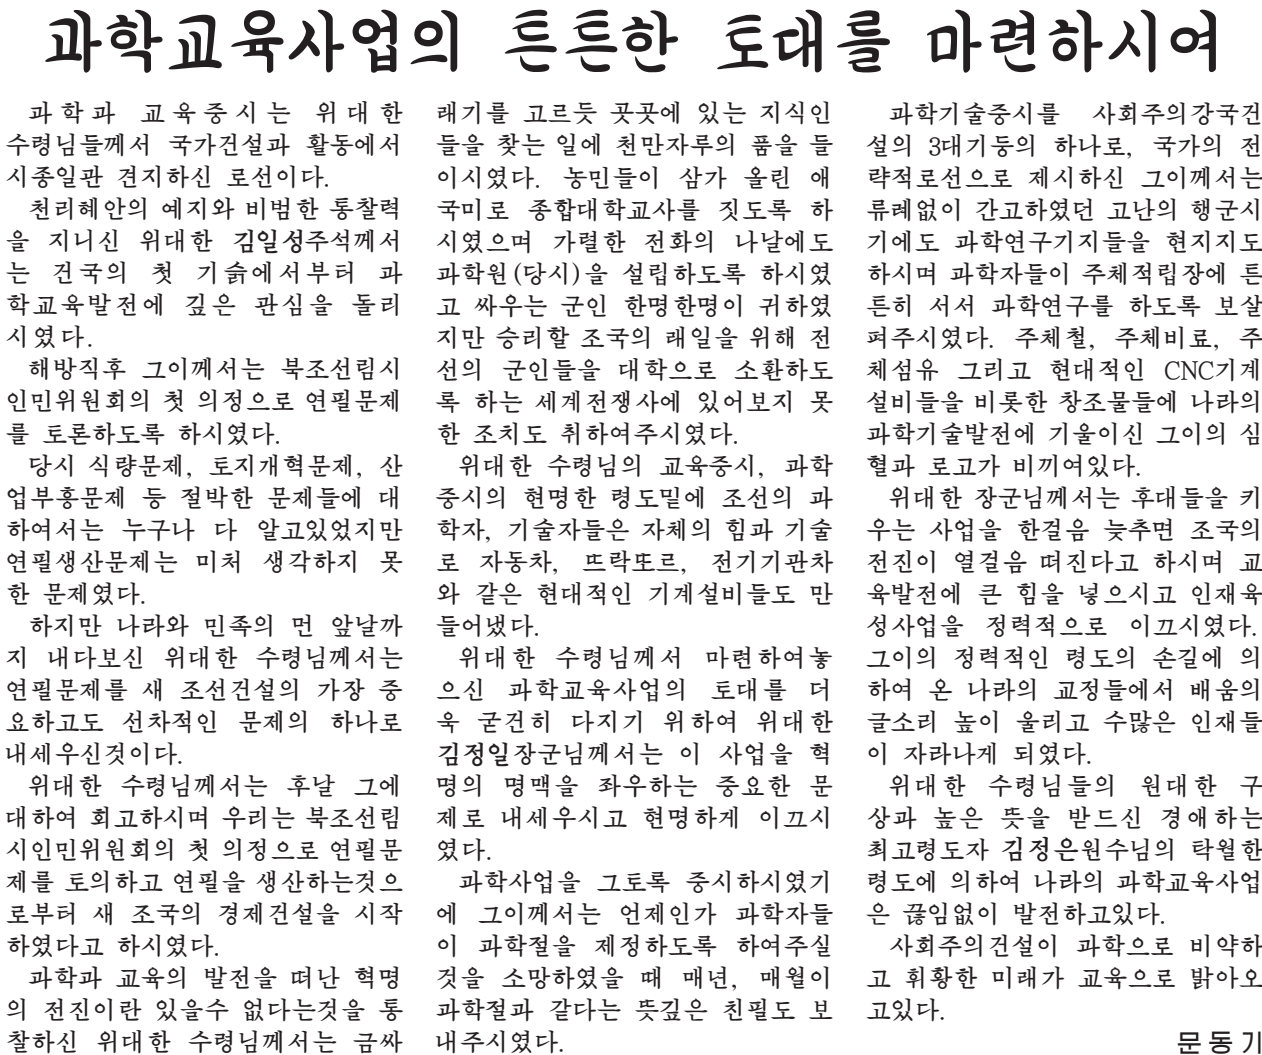 과학교육사업의 튼튼한 토대를 마련하시여
과학과 교육중시는 위대한
수령님들께서 국가건설과 활동에서
시종일관 견지하신 로선이다.
천리혜안의 예지와 비범한 통찰력
을 지니신 위대한 김일성주석께서
는 건국의 첫 기슭에서부터 과
학교육발전에 깊은 관심을 돌리
시였다.
해방직후 그이께서는 북조선림시
인민위원회의 첫 의정으로 연필문제
를 토론하도록 하시였다.
당시 식량문제, 토지개혁문제, 산
업부흥문제 등 절박한 문제들에 대
하여서는 누구나 다 알고있었지만
연필생산문제는 미처 생각하지 못
한 문제였다.
하지만 나라와 민족의 먼 앞날까
지 내다보신 위대한 수령님께서는
연필문제를 새 조선건설의 가장 중
요하고도 선차적인 문제의 하나로
내세우신것이다.
위대한 수령님께서는 후날 그에
대하여 회고하시며 우리는 북조선림
시인민위원회의 첫 의정으로 연필문
제를 토의하고 연필을 생산하는것으
로부터 새 조국의 경제건설을 시작
하였다고 하시였다.
과학과 교육의 발전을 떠난 혁명
의 전진이란 있을수 없다는것을 통
찰하신 위대한 수령님께서는 금싸
래기를 고르듯 곳곳에 있는 지식인
들을 찾는 일에 천만자루의 품을 들
이시였다. 농민들이 삼가 올린 애
국미로 종합대학교사를 짓도록 하
시였으며 가렬한 전화의 나날에도
과학원(당시)을 설립하도록 하시였
고 싸우는 군인 한명한명이 귀하였
지만 승리할 조국의 래일을 위해 전
선의 군인들을 대학으로 소환하도
록 하는 세계전쟁사에 있어보지 못
한 조치도 취하여주시였다.
위대한 수령님의 교육중시, 과학
중시의 현명한 령도밑에 조선의 과
학자, 기술자들은 자체의 힘과 기술
로 자동차, 뜨락또르, 전기기관차
와 같은 현대적인 기계설비들도 만
들어냈다.
위대한 수령님께서 마련하여놓
으신 과학교육사업의 토대를 더
욱 굳건히 다지기 위하여 위대한
김정일장군님께서는 이 사업을 혁
명의 명맥을 좌우하는 중요한 문
제로 내세우시고 현명하게 이끄시
였다.
과학사업을 그토록 중시하시였기
에 그이께서는 언제인가 과학자들
이 과학절을 제정하도록 하여주실
것을 소망하였을 때 매년, 매월이
과학절과 같다는 뜻깊은 친필도 보
내주시였다.
과학기술중시를 사회주의강국건
설의 3대기둥의 하나로, 국가의 전
략적로선으로 제시하신 그이께서는
류례없이 간고하였던 고난의 행군시
기에도 과학연구기지들을 현지지도
하시며 과학자들이 주체적립장에 튼
튼히 서서 과학연구를 하도록 보살
펴주시였다. 주체철, 주체비료, 주
체섬유 그리고 현대적인 CNC기계
설비들을 비롯한 창조물들에 나라의
과학기술발전에 기울이신 그이의 심
혈과 로고가 비끼여있다.
위대한 장군님께서는 후대들을 키
우는 사업을 한걸음 늦추면 조국의
전진이 열걸음 떠진다고 하시며 교
육발전에 큰 힘을 넣으시고 인재육
성사업을 정력적으로 이끄시였다.
그이의 정력적인 령도의 손길에 의
하여 온 나라의 교정들에서 배움의
글소리 높이 울리고 수많은 인재들
이 자라나게 되였다.
위대한 수령님들의 원대한 구
상과 높은 뜻을 받드신 경애하는
최고령도자 김정은원수님의 탁월한
령도에 의하여 나라의 과학교육사업
은 끊임없이 발전하고있다.
사회주의건설이 과학으로 비약하
고 휘황한 미래가 교육으로 밝아오
고있다.
문동기